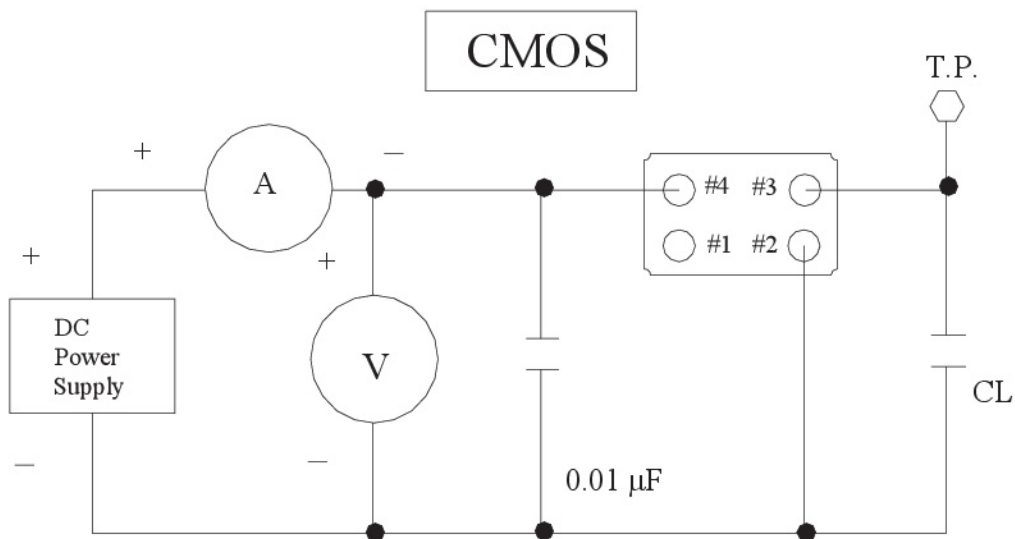 CMOS
T.P.
+
A
−
#4 #3
#1 #2
+
+
DC
Power
Supply
V
CL
−
−
0.01 μF